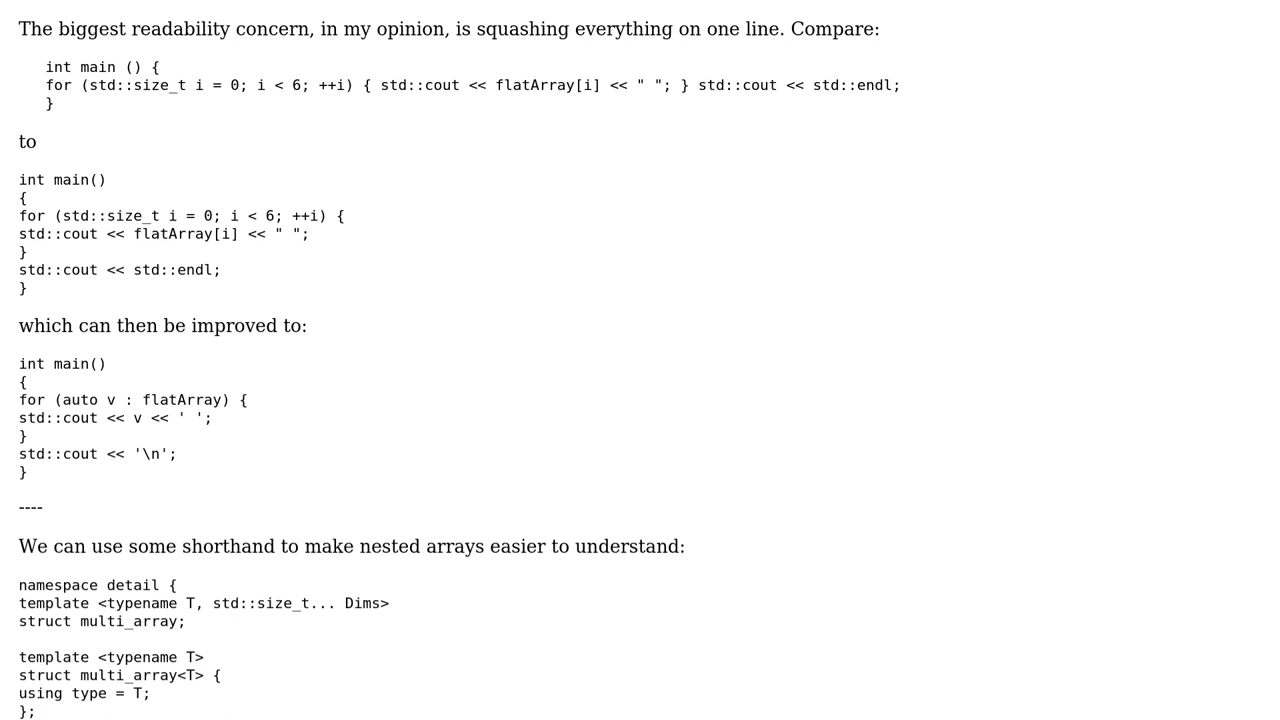 The biggest readability concern, in my opinion, is squashing everything on one line. Compare:
int main () {
for (std::size_t i = 0; i < 6; ++i) { std::cout << flatArray[i] << " "; } std::cout << std::endl;
}
to
int main()
{
for (std::size_t i = 0; i < 6; ++i) {
std::cout << flatArray[i] << " ";
}
std::cout << std::endl;
}
which can then be improved to:
int main()
{
for (auto v : flatArray) {
std::cout << v << ' ';
}
std::cout << '\n';
}
----
We can use some shorthand to make nested arrays easier to understand:
namespace detail {
template <typename T, std::size_t... Dims>
struct multi_array;
template <typename T>
struct multi_array<T> {
using type = T;
};